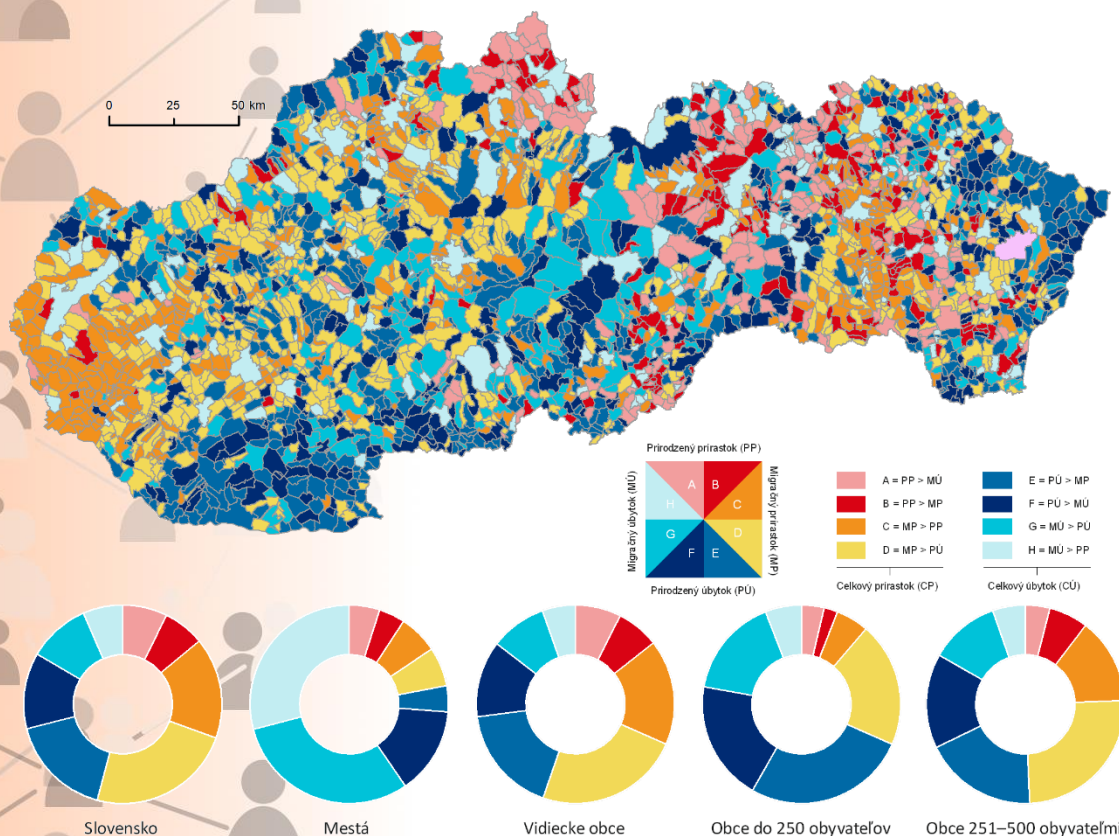 0 25 50 km
Prirodzený prírastok (PP)
Migračný úbytok (MÚ)
Migračný prírastok (MP)
A B
H C
G D
F E
Prirodzený úbytok (PÚ)
A = PP > MÚ
B = PP > MP
C = MP > PP
D = MP > PÚ
Celkový prírastok (CP)
E = PÚ > MP
F = PÚ > MÚ
G = MÚ > PÚ
H = MÚ > PP
Celkový úbytok (CÚ)
Slovensko
Mestá
Vidiecke obce
Obce do 250 obyvateľov
Obce 251–500 obyvateľmi